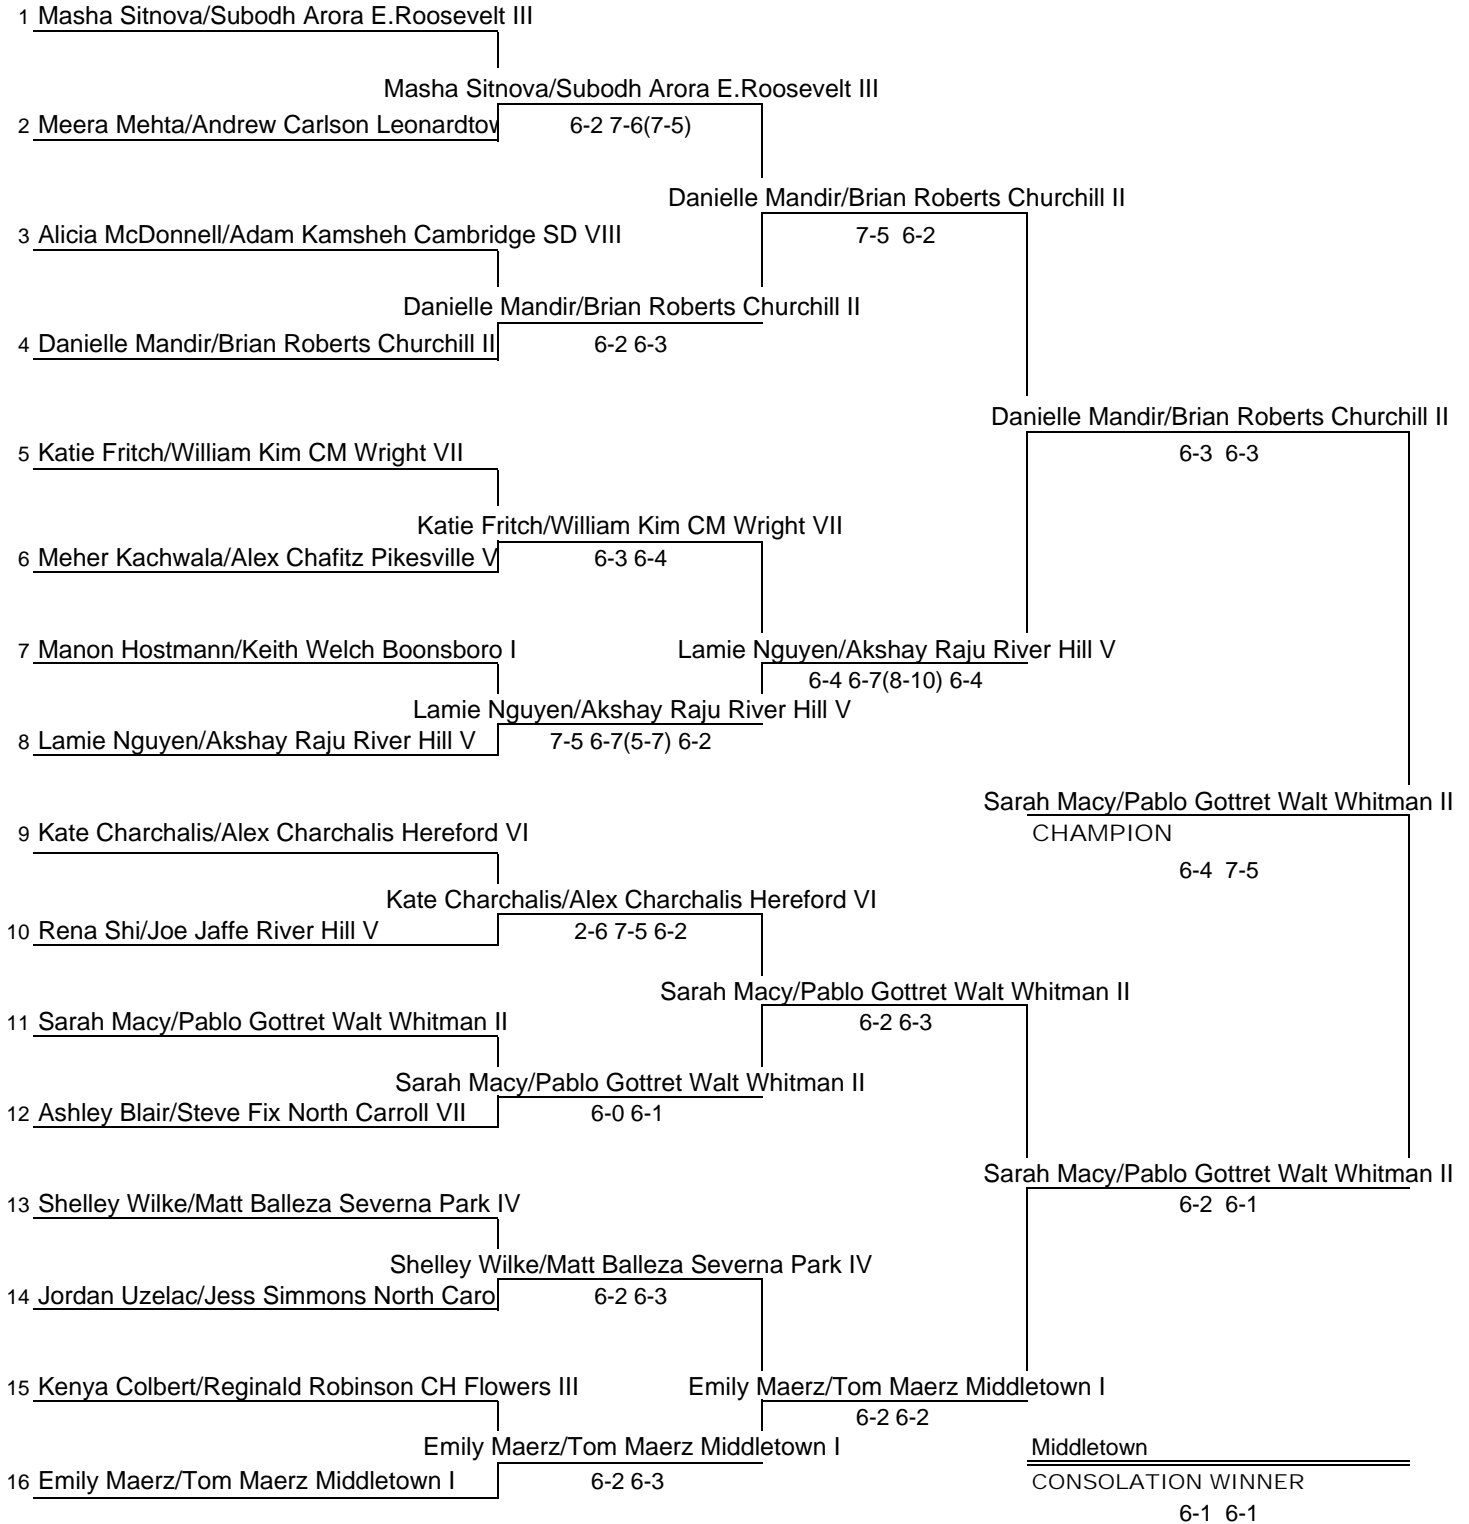 1 Masha Sitnova/Subodh Arora E.Roosevelt III
Masha Sitnova/Subodh Arora E.Roosevelt III
2 Meera Mehta/Andrew Carlson Leonardtow
6-2 7-6(7-5)
Danielle Mandir/Brian Roberts Churchill II
3 Alicia McDonnell/Adam Kamsheh Cambridge SD VIII
7-5 6-2
Danielle Mandir/Brian Roberts Churchill II
4 Danielle Mandir/Brian Roberts Churchill II
6-2 6-3
Danielle Mandir/Brian Roberts Churchill II
5 Katie Fritch/William Kim CM Wright VII
6-3 6-3
Katie Fritch/William Kim CM Wright VII
6 Meher Kachwala/Alex Chafitz Pikesville V
6-3 6-4
7 Manon Hostmann/Keith Welch Boonsboro I
Lamie Nguyen/Akshay Raju River Hill V
6-4 6-7(8-10) 6-4
Lamie Nguyen/Akshay Raju River Hill V
8 Lamie Nguyen/Akshay Raju River Hill V
7-5 6-7(5-7) 6-2
Sarah Macy/Pablo Gottret Walt Whitman II
9 Kate Charchalis/Alex Charchalis Hereford VI
CHAMPION
6-4 7-5
Kate Charchalis/Alex Charchalis Hereford VI
10 Rena Shi/Joe Jaffe River Hill V
2-6 7-5 6-2
Sarah Macy/Pablo Gottret Walt Whitman II
11 Sarah Macy/Pablo Gottret Walt Whitman II
6-2 6-3
Sarah Macy/Pablo Gottret Walt Whitman II
12 Ashley Blair/Steve Fix North Carroll VII
6-0 6-1
Sarah Macy/Pablo Gottret Walt Whitman II
13 Shelley Wilke/Matt Balleza Severna Park IV
6-2 6-1
Shelley Wilke/Matt Balleza Severna Park IV
14 Jordan Uzelac/Jess Simmons North Caro
6-2 6-3
15 Kenya Colbert/Reginald Robinson CH Flowers III
Emily Maerz/Tom Maerz Middletown I
6-2 6-2
Emily Maerz/Tom Maerz Middletown I
Middletown
16 Emily Maerz/Tom Maerz Middletown I
6-2 6-3
CONSOLATION WINNER
6-1 6-1